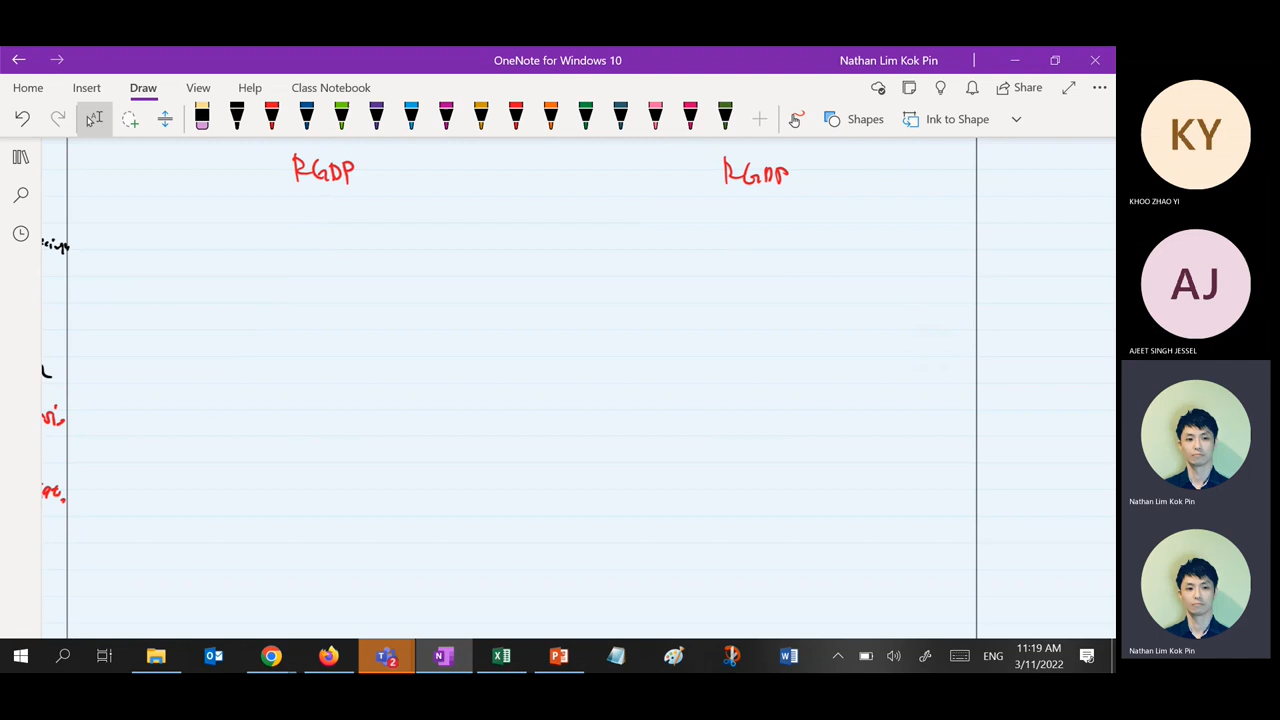 OneNote for Windows 10
Nathan Lim Kok Pin
Home Insert Draw View Help Class Notebook
Share
Shapes
Ink to Shape
RGDP RGDP
KY
KHOO ZHAO YI
AJ
AJEET SINGH JESSEL
Nathan Lim Kok Pin
Nathan Lim Kok Pin
2
ENG
11:19 AM
3/11/2022